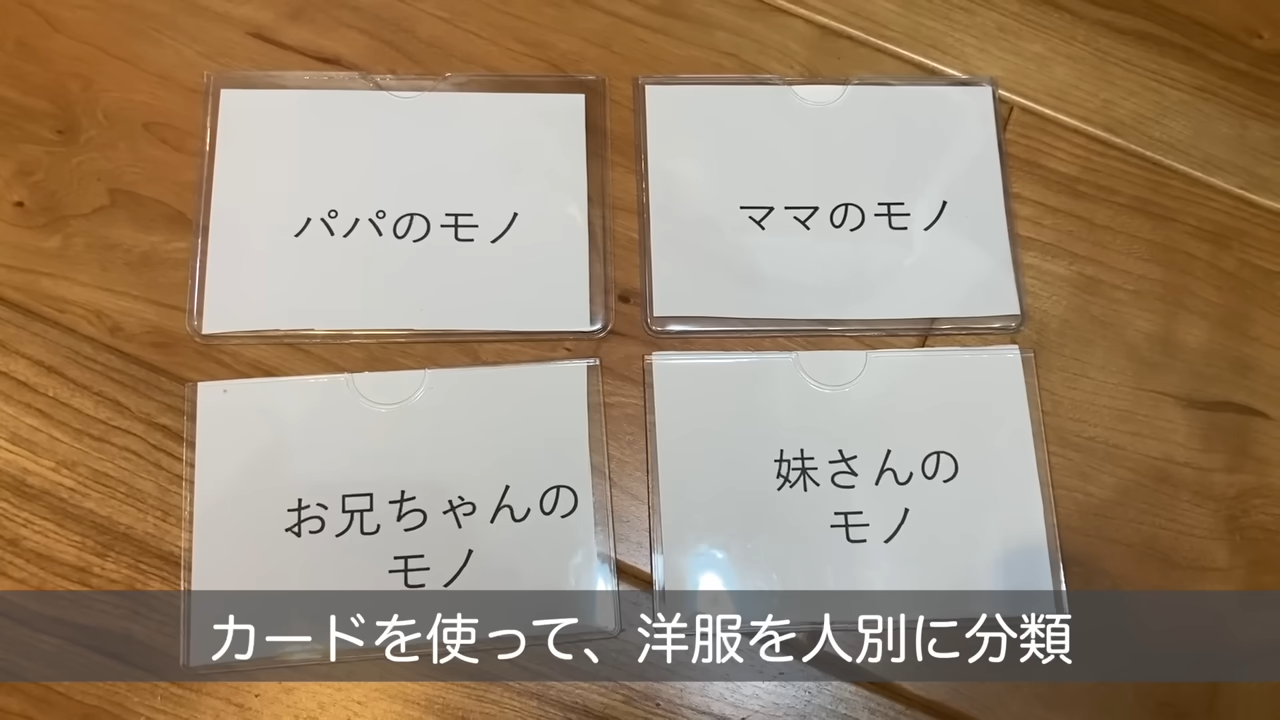 パパのモノ
ママのモノ
お兄ちゃんの
モノ
妹さんの
モノ
カードを使って、洋服を人別に分類